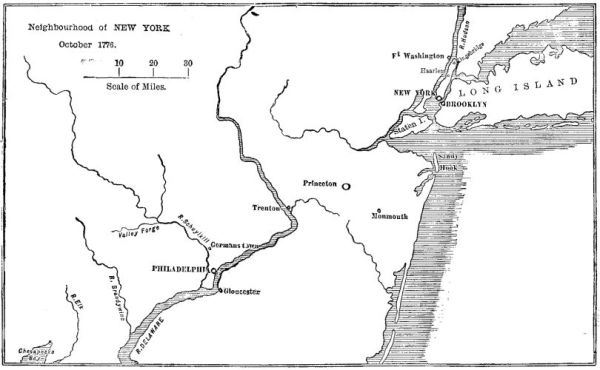 Neighbourhood of NEW YORK
October 1776.
10 20 30
Scale of Miles.
Fᵗ Washington
Haarlem
Kingsbridge
R. Hudson
NEW YORK
BROOKLYN
LONG ISLAND
Staten I.
Sandy
Hook
Princeton
Monmouth
Trenton
R. Schuylkill
Valley Forge
Germans Town
PHILADELPHI
Gloucester
R. Brandywine
R. Elk
R. DELAWARE
Chesapeake
Bay